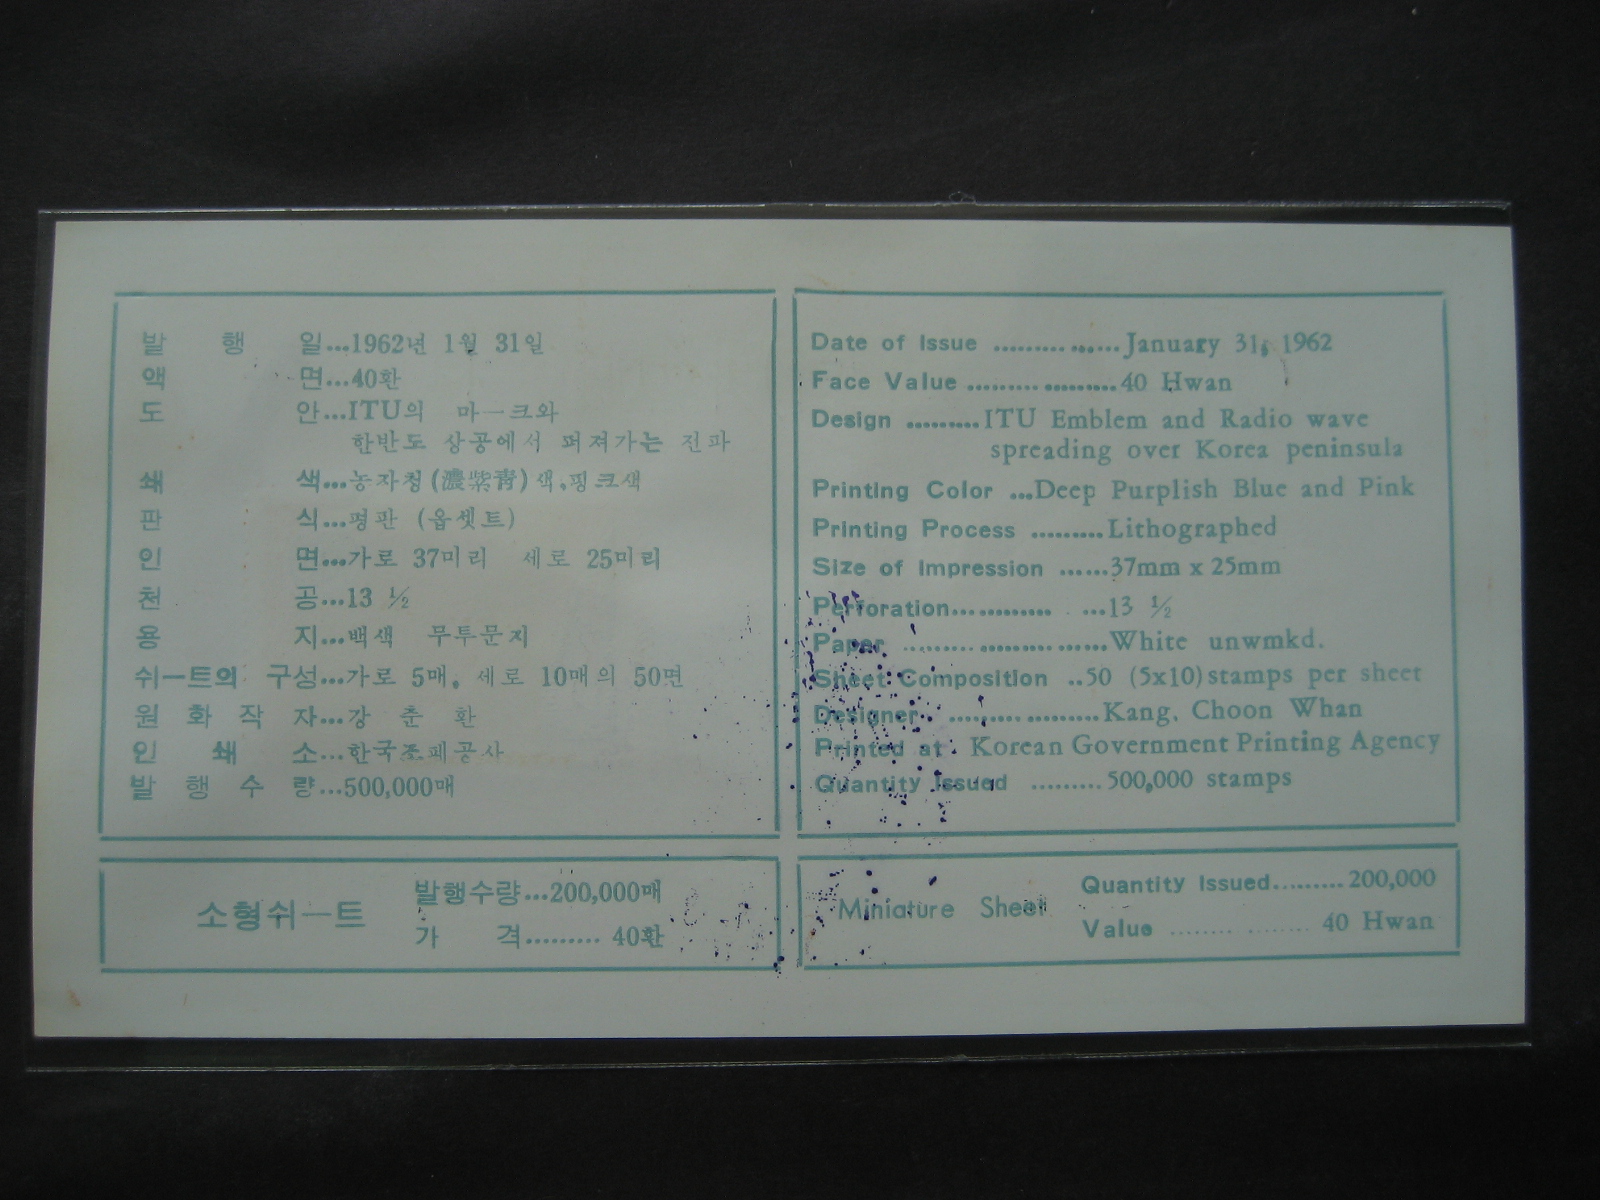 발 행 일...1962년 1월 31일
액 면...40환
도 안...ITU의 마ー크와
한반도 상공에서 퍼져가는 전파
쇄 색...농자청(濃紫靑)색,핑크색
판 식...평판 (옵셋트)
인 면...가로 37미리 세로 25미리
천 공...13 ½
용 지...백색 무투문지
쉬ー트의 구성...가로 5매, 세로 10매의 50면
원 화 작 자...강 춘 환
인 쇄 소...한국조폐공사
발 행 수 량...500,000매
소형쉬ー트
발행수량...200,000매
가 격......... 40환
Date of Issue ...............January 31, 1962
Face Value ..................40 Hwan
Design .........ITU Emblem and Radio wave
spreading over Korea peninsula
Printing Color ...Deep Purplish Blue and Pink
Printing Process .........Lithographed
Size of Impression ......37mm x 25mm
Perforation............ ...13 ½
Paper .....................White unwmkd.
Sheet Composition ..50 (5x10)stamps per sheet
Designer. ..................Kang, Choon Whan
Printed at. Korean Government Printing Agency
Quantity Issued .........500,000 stamps
Miniature Sheet
Quantity Issued.........200,000
Value ........ ........ 40 Hwan